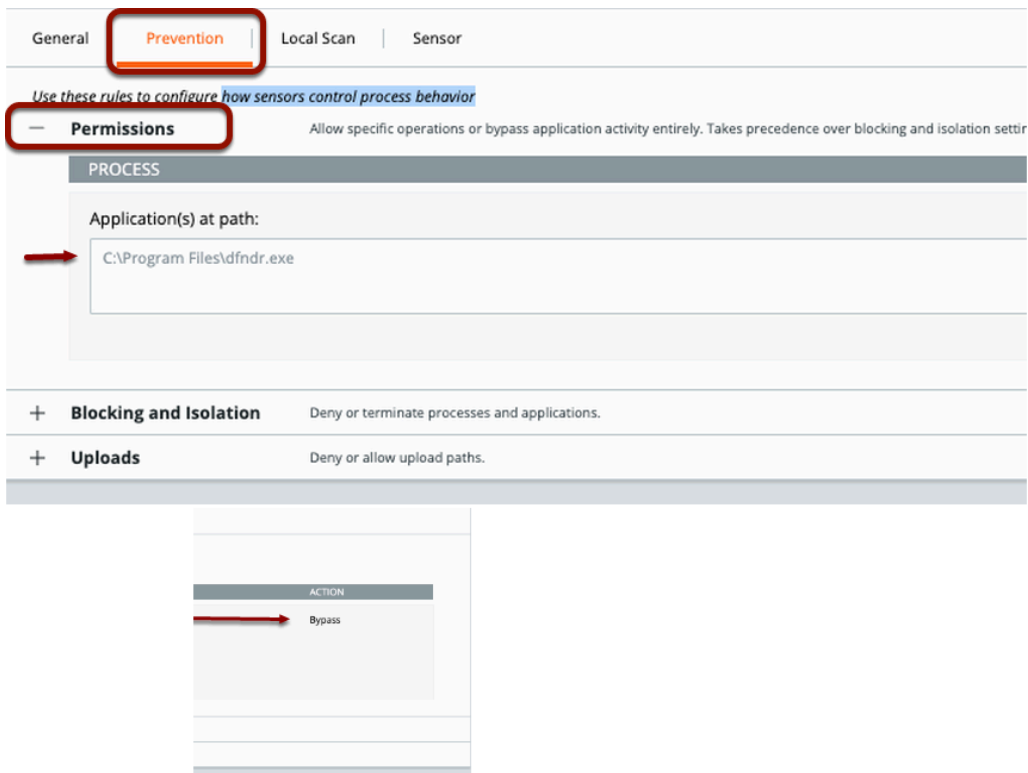 General Prevention Local Scan Sensor
Use these rules to configure how sensors control process behavior
Permissions Allow specific operations or bypass application activity entirely. Takes precedence over blocking and isolation
PROCESS
Application(s) at path:
C:\Program Files\dfndr.exe
Blocking and Isolation Deny or terminate processes and applications.
Uploads Deny or allow upload paths.
ACTION
Bypass